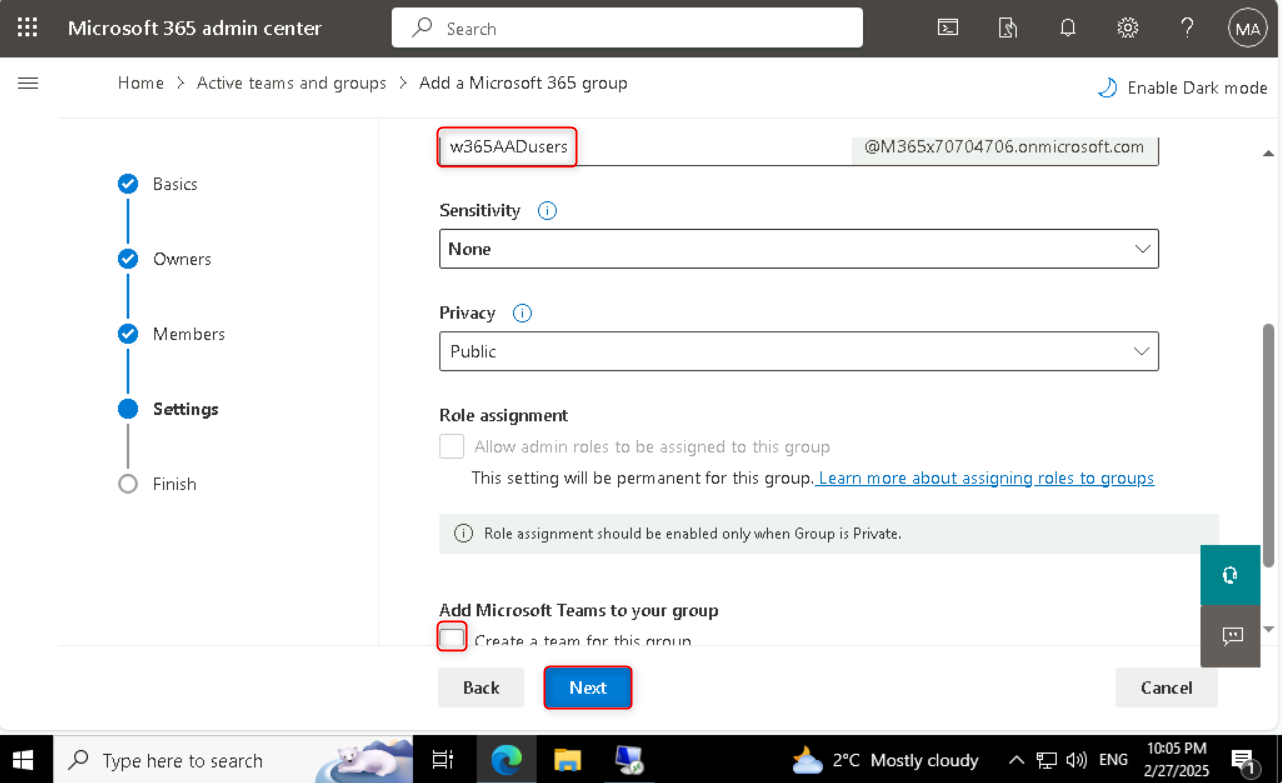 Microsoft 365 admin center
Search
MA
Home > Active teams and groups > Add a Microsoft 365 group
Enable Dark mode
w365AADusers
@M365x70704706.onmicrosoft.com
Basics
Owners
Members
Settings
Finish
Sensitivity
None
Privacy
Public
Role assignment
Allow admin roles to be assigned to this group
This setting will be permanent for this group. Learn more about assigning roles to groups
Role assignment should be enabled only when Group is Private.
Add Microsoft Teams to your group
Create a team for this group
Back
Next
Cancel
Type here to search
2°C Mostly cloudy
ENG
10:05 PM
2/27/2025
1